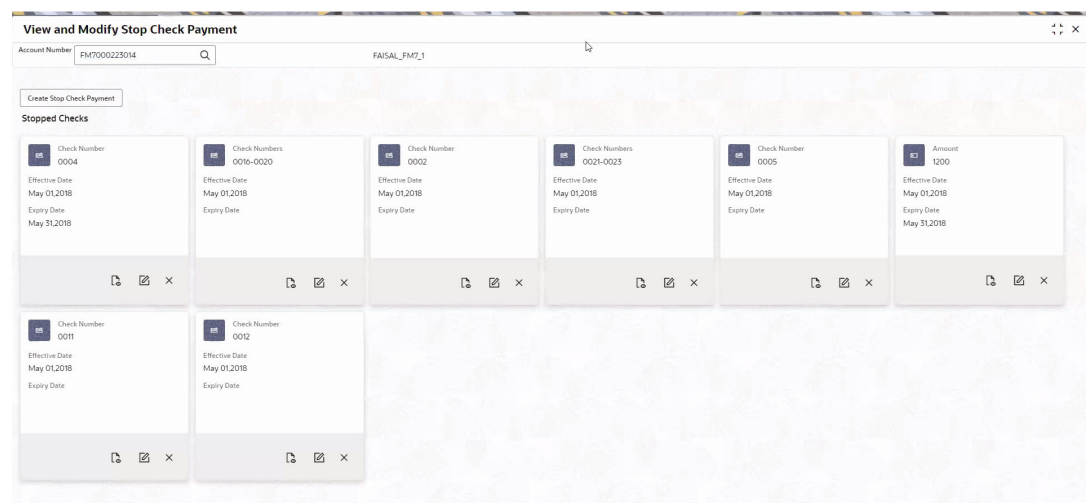 View and Modify Stop Check Payment
Account Number FM7000223014 FAISAL_FM7_1
Create Stop Check Payment
Stopped Checks
Check Number
0004
Effective Date
May 01,2018
Expiry Date
May 31,2018
Check Numbers
0016-0020
Effective Date
May 01,2018
Expiry Date
Check Number
0002
Effective Date
May 01,2018
Expiry Date
Check Numbers
0021-0023
Effective Date
May 01,2018
Expiry Date
Check Number
0005
Effective Date
May 01,2018
Expiry Date
Amount
1200
Effective Date
May 01,2018
Expiry Date
May 31,2018
Check Number
0011
Effective Date
May 01,2018
Expiry Date
Check Number
0012
Effective Date
May 01,2018
Expiry Date